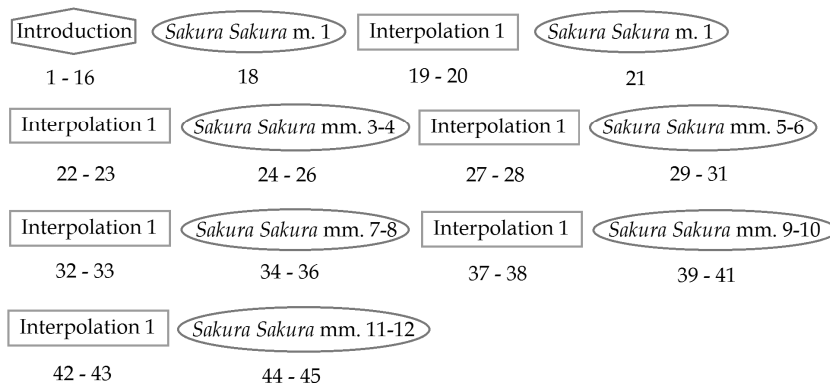 Introduction Sakura Sakura m. 1 Interpolation 1 Sakura Sakura m. 1
1 - 16 18 19 - 20 21
Interpolation 1 Sakura Sakura mm. 3-4 Interpolation 1 Sakura Sakura mm. 5-6
22 - 23 24 - 26 27 - 28 29 - 31
Interpolation 1 Sakura Sakura mm. 7-8 Interpolation 1 Sakura Sakura mm. 9-10
32 - 33 34 - 36 37 - 38 39 - 41
Interpolation 1 Sakura Sakura mm. 11-12
42 - 43 44 - 45